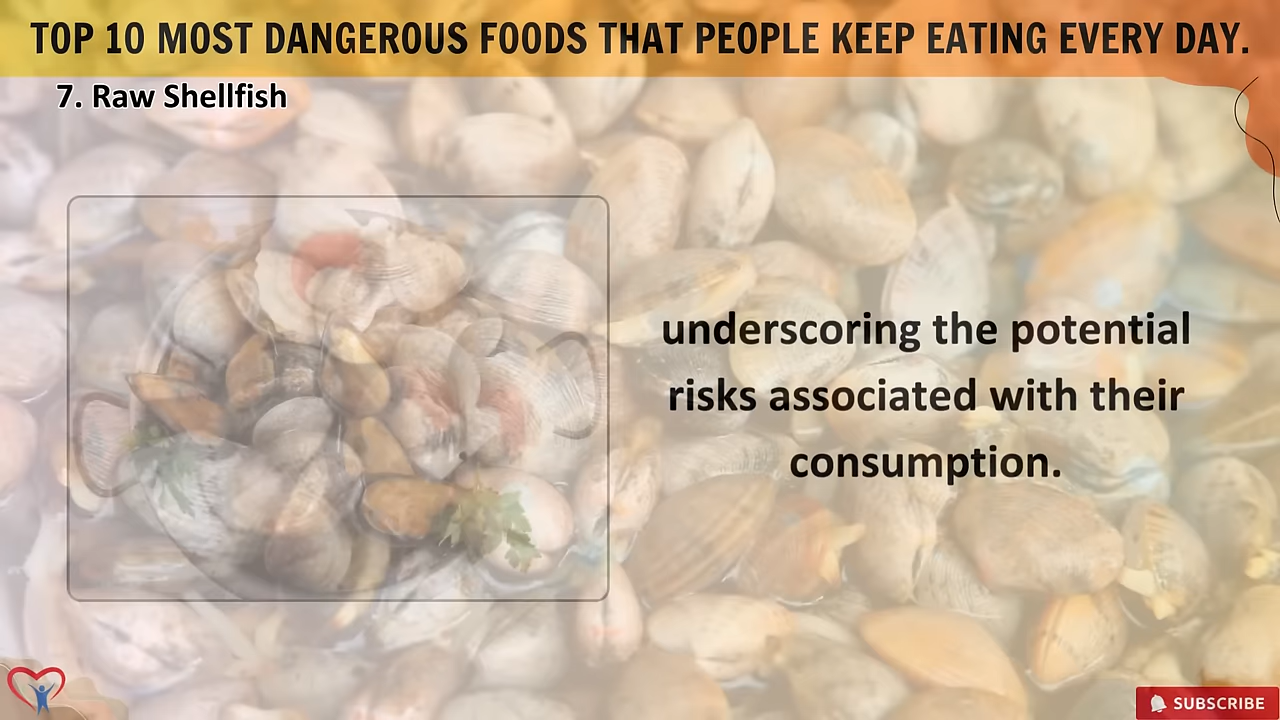 TOP 10 MOST DANGEROUS FOODS THAT PEOPLE KEEP EATING EVERY DAY.
7. Raw Shellfish
underscoring the potential
risks associated with their
consumption.
SUBSCRIBE